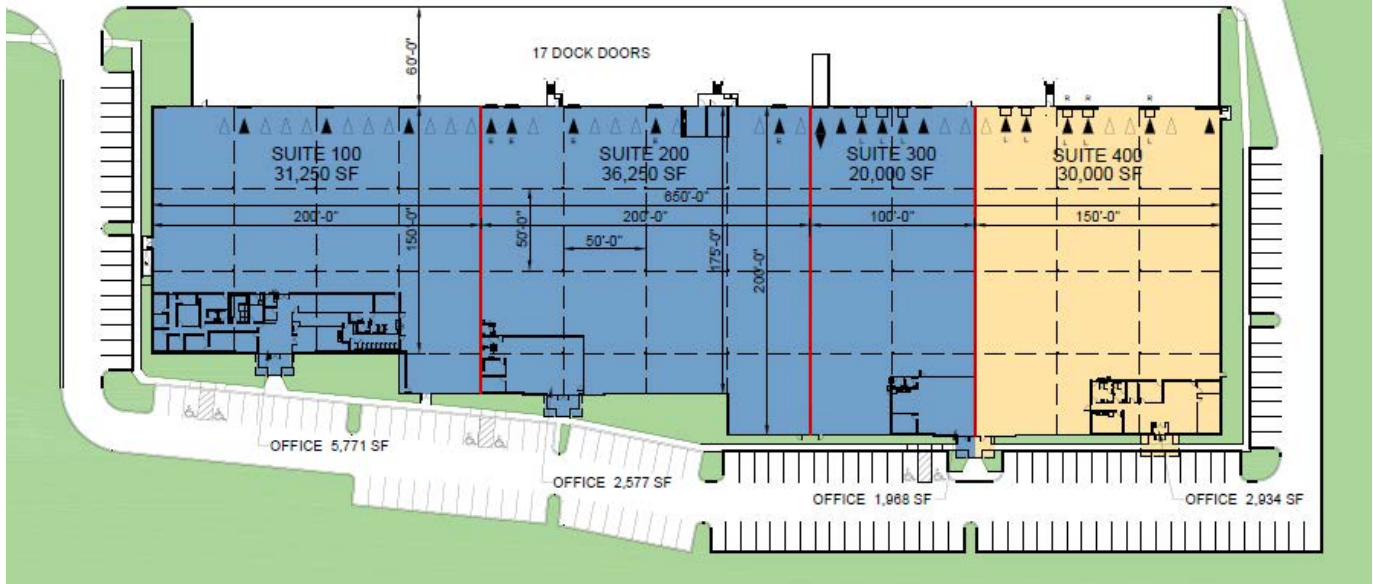 17 DOCK DOORS
60'-0"
R
R
R
E
E
E
E
E
L
L
L
L
L
L
L
L
SUITE 100
31,250 SF
SUITE 200
36,250 SF
SUITE 300
20,000 SF
SUITE 400
30,000 SF
650'-0"
200'-0"
200'-0"
100'-0"
150'-0"
150'-0"
50'-0"
50'-0"
175'-0"
200'-0"
OFFICE 5,771 SF
OFFICE 2,577 SF
OFFICE 1,968 SF
OFFICE 2,934 SF